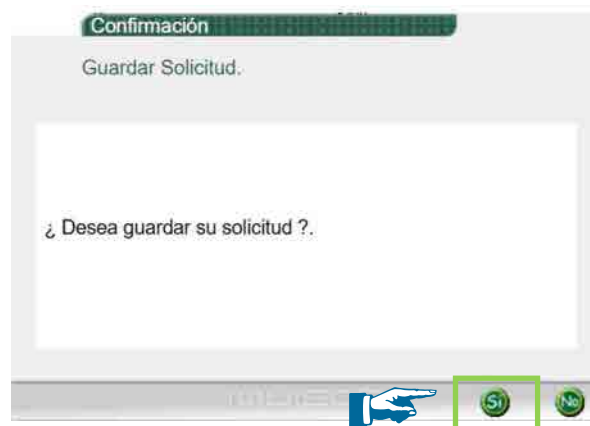 Confirmación
Guardar Solicitud.
¿ Desea guardar su solicitud ?.
Si No